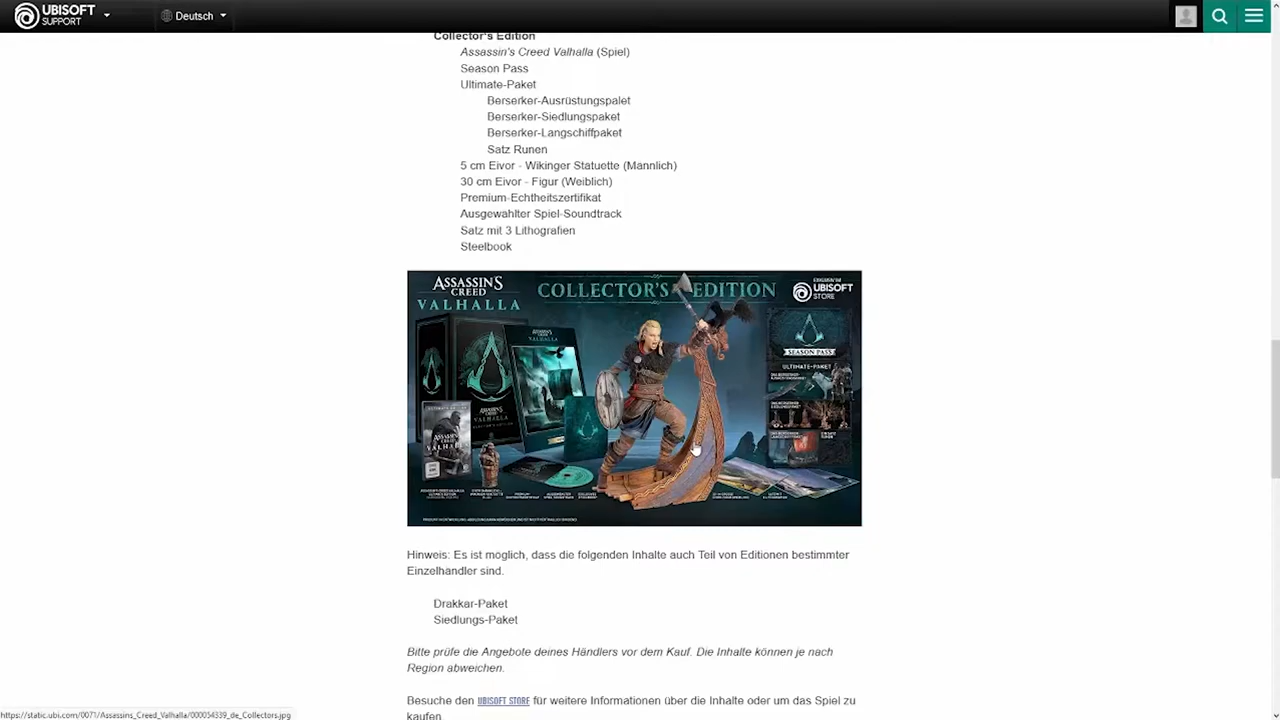 UBISOFT SUPPORT
Deutsch
Collector's Edition
Assassin's Creed Valhalla (Spiel)
Season Pass
Ultimate-Paket
Berserker-Ausrüstungspalet
Berserker-Siedlungspaket
Berserker-Langschiffpaket
Satz Runen
5 cm Eivor - Wikinger Statuette (Mannlich)
30 cm Eivor - Figur (Weiblich)
Premium-Echtheitszertifikat
Ausgewahlter Spiel-Soundtrack
Satz mit 3 Lithografien
Steelbook
ASSASSIN'S CREED VALHALLA
COLLECTOR'S EDITION
UBISOFT STORE
SEASON PASS
ULTIMATE-PAKET
Hinweis: Es ist moglich, dass die folgenden Inhalte auch Teil von Editionen bestimmter
Einzelhandler sind.
Drakkar-Paket
Siedlungs-Paket
Bitte prüfe die Angebote deines Händlers vor dem Kauf. Die Inhalte können je nach
Region abweichen.
Besuche den UBISOFT STORE für weitere Informationen über die Inhalte oder um das Spiel zu
kaufen.
https://static.ubi.com/0071/Assassins_Creed_Valhalla/000054339_de_Collectors.jpg